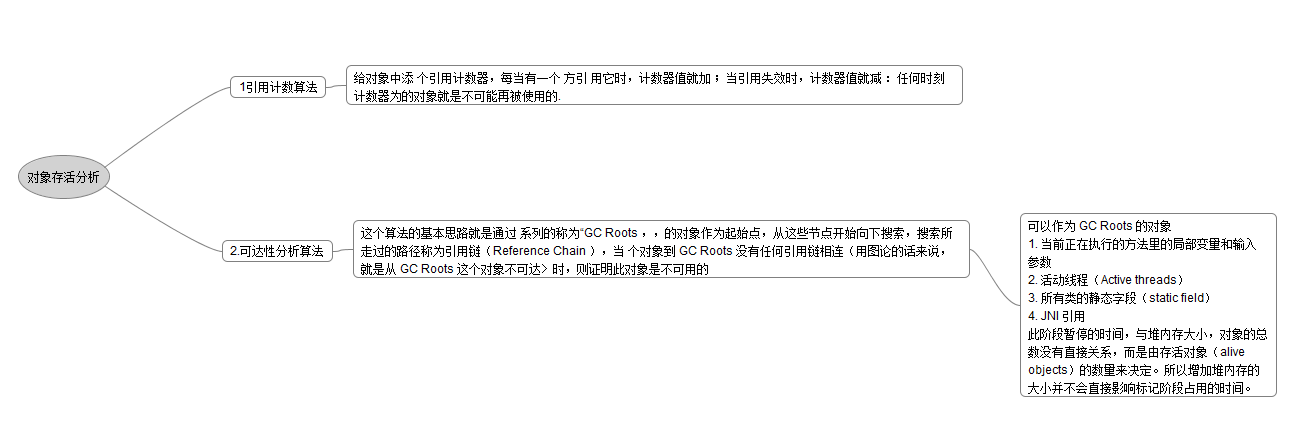 对象存活分析
1引用计数算法
给对象中添 个引用计数器，每当有一个 方引 用它时，计数器值就加 ；当引用失效时，计数器值就减 ：任何时刻
计数器为的对象就是不可能再被使用的.
2.可达性分析算法
这个算法的基本思路就是通过 系列的称为“GC Roots ，，的对象作为起始点，从这些节点开始向下搜索，搜索所
走过的路径称为引用链（Reference Chain ），当 个对象到 GC Roots 没有任何引用链相连（用图论的话来说，
就是从 GC Roots 这个对象不可达> 时，则证明此对象是不可用的
可以作为 GC Roots 的对象
1. 当前正在执行的方法里的局部变量和输入
参数
2. 活动线程（Active threads）
3. 所有类的静态字段（static field）
4. JNI 引用
此阶段暂停的时间，与堆内存大小，对象的总
数没有直接关系，而是由存活对象（alive
objects）的数量来决定。所以增加堆内存的
大小并不会直接影响标记阶段占用的时间。